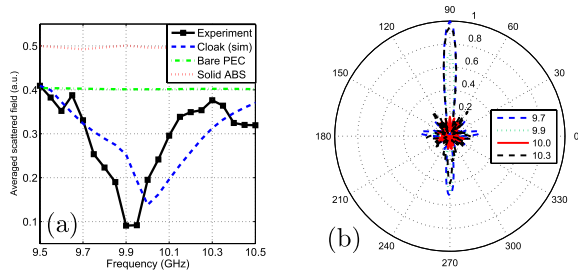 Experiment
Cloak (sim)
Bare PEC
Solid ABS
0.5
0.4
0.3
0.2
0.1
Averaged scattered field (a.u.)
9.5 9.7 9.9 10.1 10.3 10.5
Frequency (GHz)
(a)
90
120 60
150 30
180 0
210 330
240 300
270
1
0.8
0.6
0.4
0.2
9.7
9.9
10.0
10.3
(b)